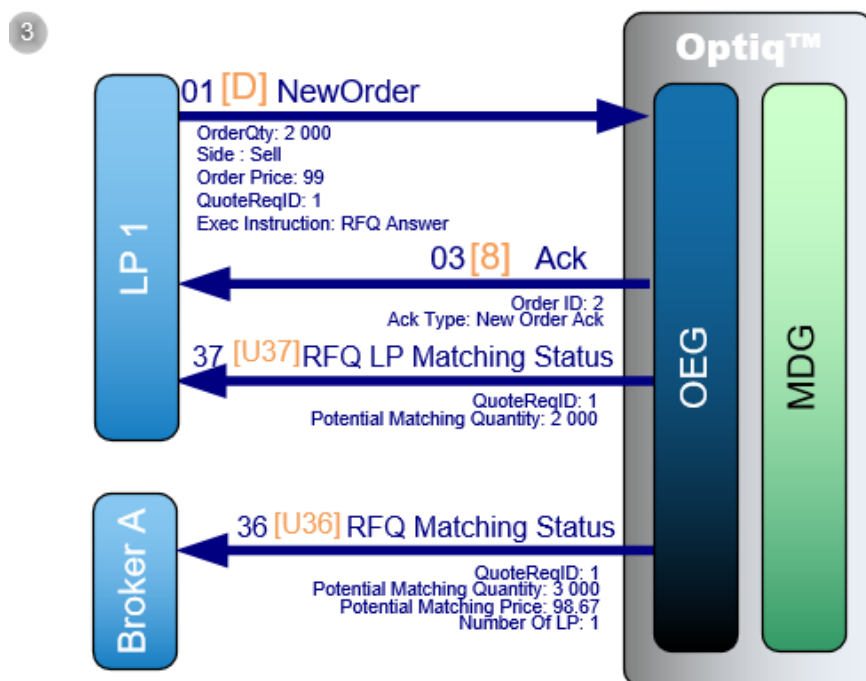 3
Optiq™
01 [D] NewOrder
OrderQty: 2 000
Side : Sell
Order Price: 99
QuoteReqID: 1
Exec Instruction: RFQ Answer
LP 1
03 [8] Ack
Order ID: 2
Ack Type: New Order Ack
37 [U37] RFQ LP Matching Status
QuoteReqID: 1
Potential Matching Quantity: 2 000
OEG
MDG
Broker A
36 [U36] RFQ Matching Status
QuoteReqID: 1
Potential Matching Quantity: 3 000
Potential Matching Price: 98.67
Number Of LP: 1